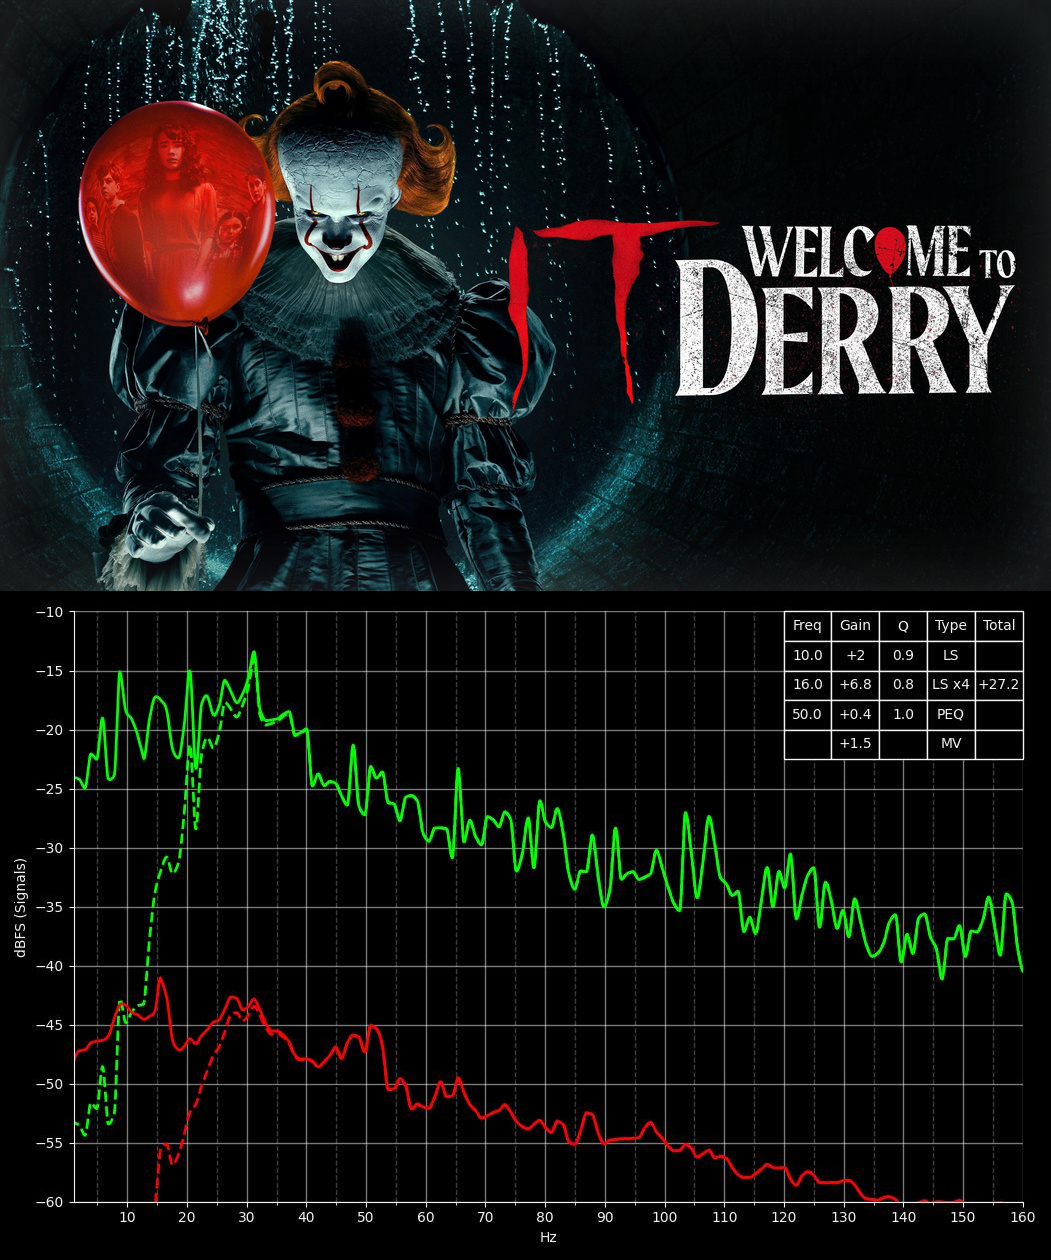 IT
WELCOME TO
DERRY
−10
−15
−20
−25
−30
−35
−40
−45
−50
−55
−60
dBFS (Signals)
Freq Gain Q Type Total
10.0 +2 0.9 LS
16.0 +6.8 0.8 LS x4 +27.2
50.0 +0.4 1.0 PEQ
+1.5 MV
10 20 30 40 50 60 70 80 90 100 110 120 130 140 150 160
Hz